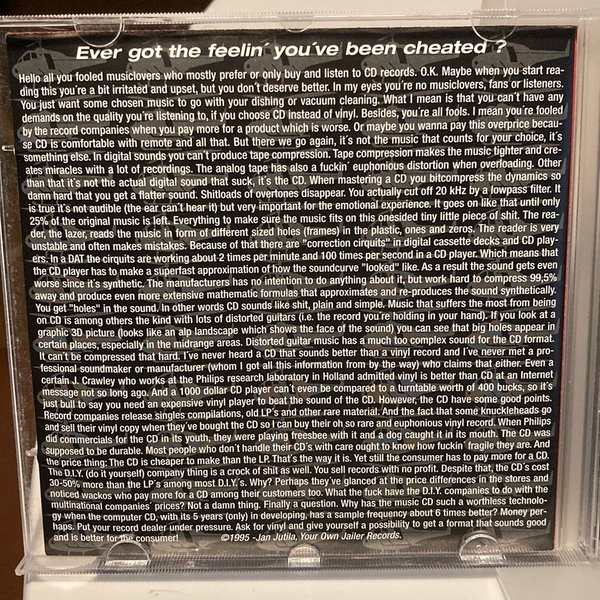 Ever got the feelin´ you´ve been cheated ?
Hello all you fooled musiclovers who mostly prefer or only buy and listen to CD records. O.K. Maybe when you start rea-
ding this you´re a bit irritated and upset, but you don´t deserve better. In my eyes you´re no musiclovers, fans or listeners.
You just want some chosen music to go with your dishing or vacuum cleaning. What I mean is that you can´t have any
demands on the quality you´re listening to, if you choose CD instead of vinyl. Besides, you´re all fools. I mean you´re fooled
by the record companies when you pay more for a product which is worse. Or maybe you wanna pay this overprice becau-
se CD is comfortable with remote and all that. But there we go again, it´s not the music that counts for your choice, it´s
something else. In digital sounds you can´t produce tape compression. Tape compression makes the music tighter and cre-
ates miracles with a lot of recordings. The analog tape has also a fuckin´ euphonious distortion when overloading. Other
than that it´s not the actual digital sound that suck, it´s the CD. When mastering a CD you bitcompress the dynamics so
damn hard that you get a flatter sound. Shitloads of overtones disappear. You actually cut off 20 kHz by a lowpass filter. It
is true it´s not audible (the ear can´t hear it) but very important for the emotional experience. It goes on like that until only
25% of the original music is left. Everything to make sure the music fits on this onesided tiny little piece of shit. The rea-
der, the lazer, reads the music in form of different sized holes (frames) in the plastic, ones and zeros. The reader is very
unstable and often makes mistakes. Because of that there are "correction cirquits" in digital cassette decks and CD play-
ers. In a DAT the cirquits are working about 2 times per minute and 100 times per second in a CD player. Which means that
the CD player has to make a superfast approximation of how the soundcurve "looked" like. As a result the sound gets even
worse since it´s synthetic. The manufacturers has no intention to do anything about it, but work hard to compress 99,5%
away and produce even more extensive mathematic formulas that approximates and re-produces the sound synthetically.
You get "holes" in the sound. In other words CD sounds like shit, plain and simple. Music that suffers the most from being
on CD is among others the kind with lots of distorted guitars (i.e. the record you´re holding in your hand). If you look at a
graphic 3D picture (looks like an alp landscape which shows the face of the sound) you can see that big holes appear in
certain places, especially in the midrange areas. Distorted guitar music has a much too complex sound for the CD format.
It can´t be compressed that hard. I´ve never heard a CD that sounds better than a vinyl record and I´ve never met a pro-
fessional soundmaker or manufacturer (whom I got all this information from by the way) who claims that either. Even a
certain J. Crawley who works at the Philips research laboratory in Holland admitted vinyl is better than CD at an Internet
message not so long ago. And a 1000 dollar CD player can´t even be compared to a turntable worth of 400 bucks, so it´s
just bull to say you need an expensive vinyl player to beat the sound of the CD. However, the CD have some good points.
Record companies release singles compilations, old LP´s and other rare material. And the fact that some knuckleheads go
and sell their vinyl copy when they´ve bought the CD so I can buy their oh so rare and euphonious vinyl record. When Philips
did commercials for the CD in its youth, they were playing freesbee with it and a dog caught it in its mouth. The CD was
supposed to be durable. Most people who don´t handle their CD´s with care ought to know how fuckin´ fragile they are. And
the price thing: The CD is cheaper to make than the LP. That´s the way it is. Yet still the consumer has to pay more for a CD.
The D.I.Y. (do it yourself) company thing is a crock of shit as well. You sell records with no profit. Despite that, the CD´s cost
30-50% more than the LP´s among most D.I.Y.´s. Why? Perhaps they´ve glanced at the price differences in the stores and
noticed wackos who pay more for a CD among their customers too. What the fuck have the D.I.Y. companies to do with the
multinational companies´ prices? Not a damn thing. Finally a question. Why has the music CD such a worthless technolo-
gy when the computer CD, with its 5 years (only) in developing, has a sample frequency about 6 times better? Money per-
haps. Put your record dealer under pressure. Ask for vinyl and give yourself a possibility to get a format that sounds good
and is better for the consumer! ©1995 -Jan Jutila, Your Own Jailer Records.